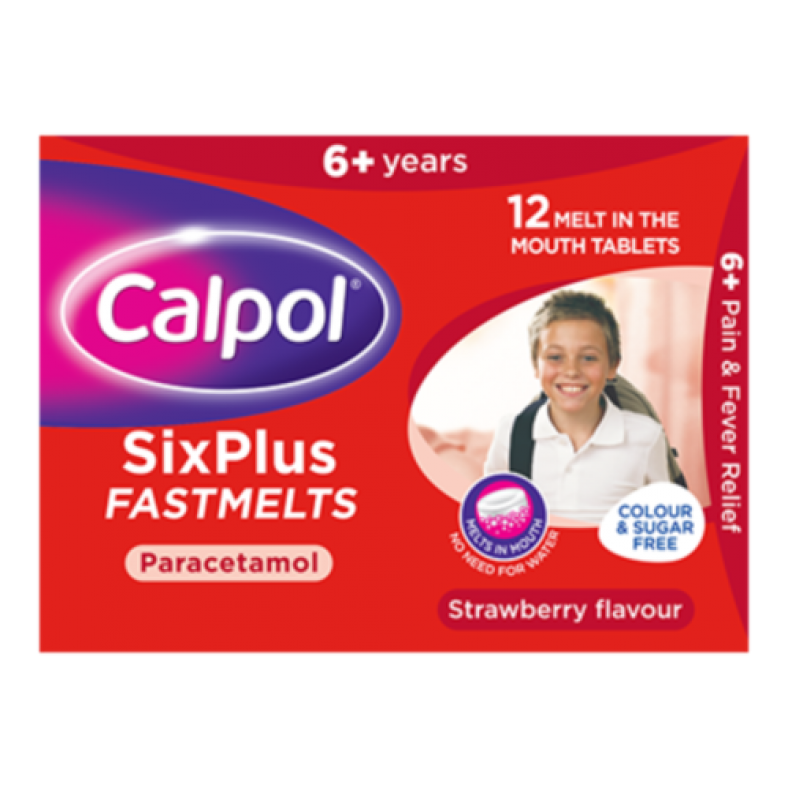 6+ years
12 MELT IN THE
MOUTH TABLETS
Calpol®
SixPlus
FASTMELTS
Paracetamol
MELTS IN MOUTH
NO NEED FOR WATER
COLOUR
& SUGAR
FREE
Strawberry flavour
6+ Pain & Fever Relief